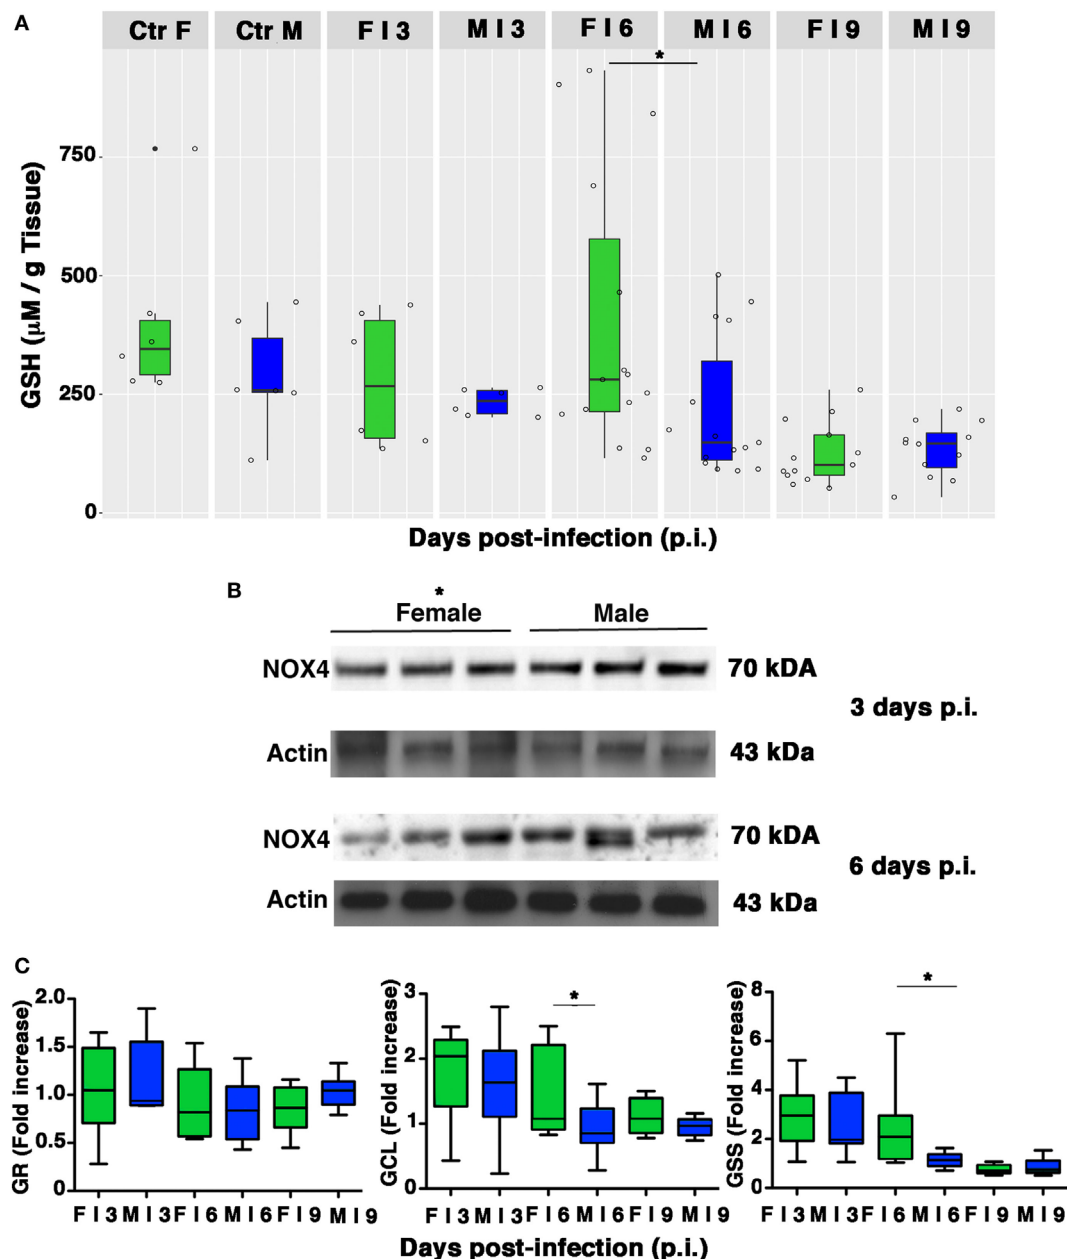 A
Ctr F Ctr M F I 3 M I 3 F I 6 M I 6 F I 9 M I 9
*
GSH (µM / g Tissue)
750
500
250
0
Days post-infection (p.i.)
B
*
Female Male
NOX4 70 kDA
3 days p.i.
Actin 43 kDa
NOX4 70 kDA
6 days p.i.
Actin 43 kDa
C
GR (Fold increase)
2.0
1.5
1.0
0.5
0
F I 3 M I 3 F I 6 M I 6 F I 9 M I 9
GCL (Fold increase)
3
2
1
0
*
F I 3 M I 3 F I 6 M I 6 F I 9 M I 9
GSS (Fold increase)
8
6
4
2
0
*
F I 3 M I 3 F I 6 M I 6 F I 9 M I 9
Days post-infection (p.i.)